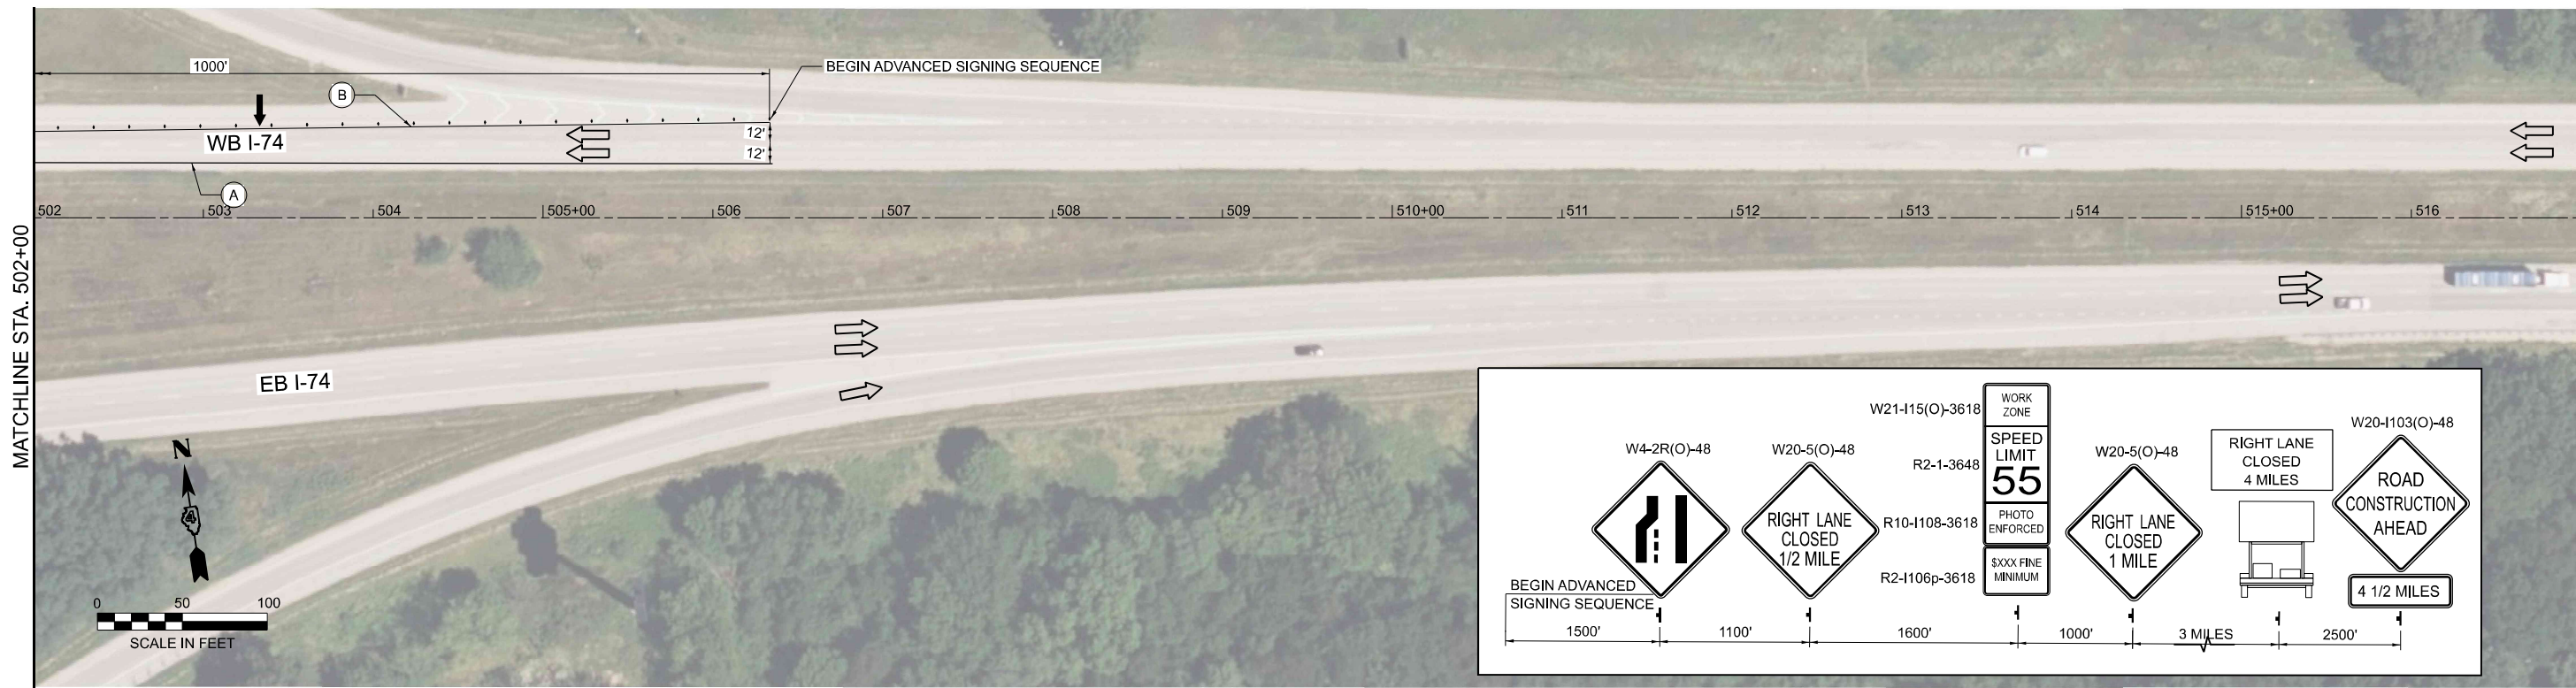 1000'
BEGIN ADVANCED SIGNING SEQUENCE
B
WB I-74
12'
12'
A
502
503
504
505+00
506
507
508
509
510+00
511
512
513
514
515+00
516
MATCHLINE STA. 502+00
EB I-74
N
4
0 50 100
SCALE IN FEET
W4-2R(O)-48
W20-5(O)-48
RIGHT LANE
CLOSED
1/2 MILE
W21-I15(O)-3618
WORK
ZONE
R2-1-3648
SPEED
LIMIT
55
R10-I108-3618
PHOTO
ENFORCED
R2-I106p-3618
$XXX FINE
MINIMUM
W20-5(O)-48
RIGHT LANE
CLOSED
1 MILE
RIGHT LANE
CLOSED
4 MILES
W20-I103(O)-48
ROAD
CONSTRUCTION
AHEAD
4 1/2 MILES
BEGIN ADVANCED
SIGNING SEQUENCE
1500'
1100'
1600'
1000'
3 MILES
2500'